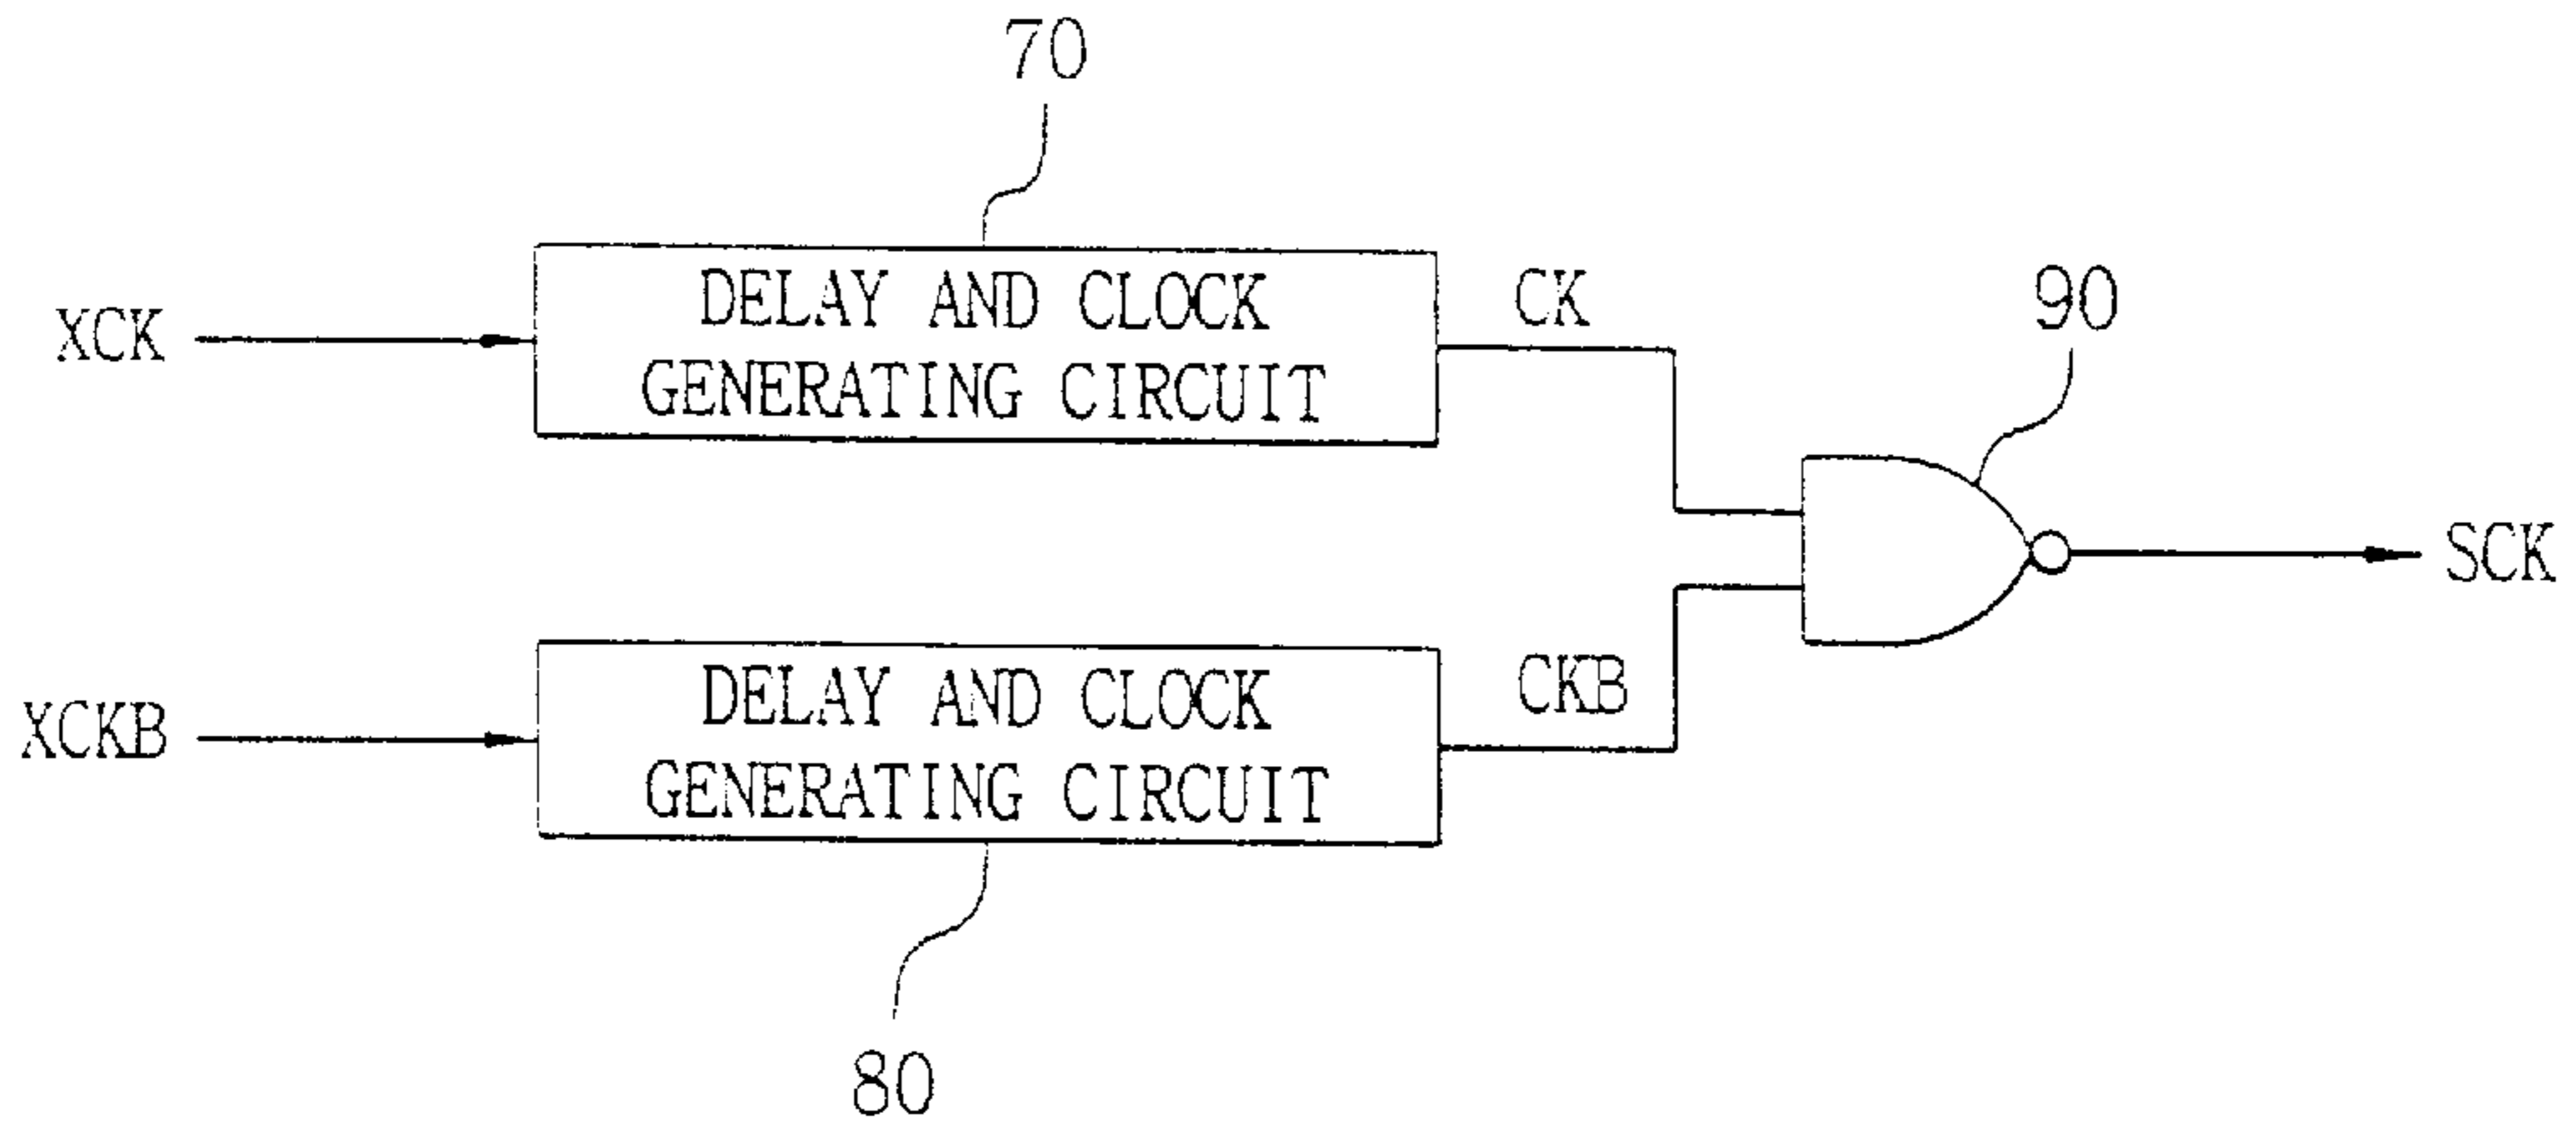 70
DELAY AND CLOCK
GENERATING CIRCUIT
XCK
CK
90
SCK
DELAY AND CLOCK
GENERATING CIRCUIT
XCKB
CKB
80